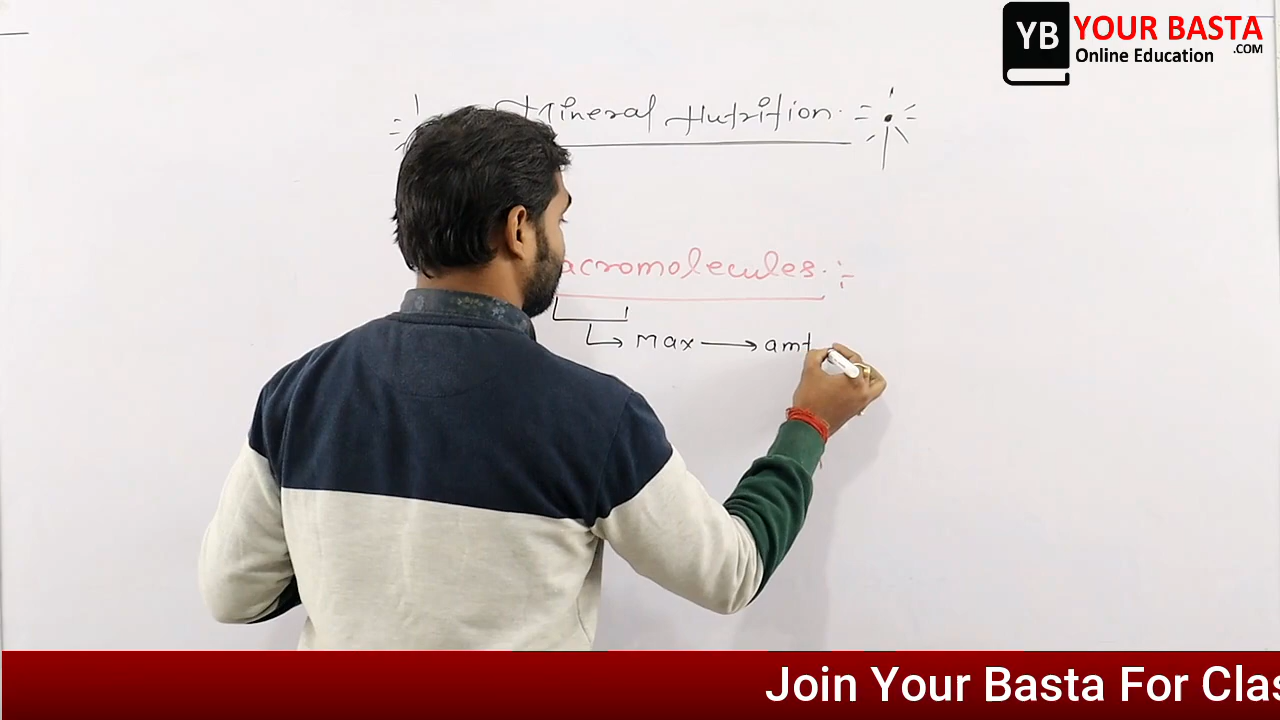 YB YOUR BASTA
.COM
Online Education
Mineral Nutrition.
acromolecules :-
Max → amt
Join Your Basta For Clas